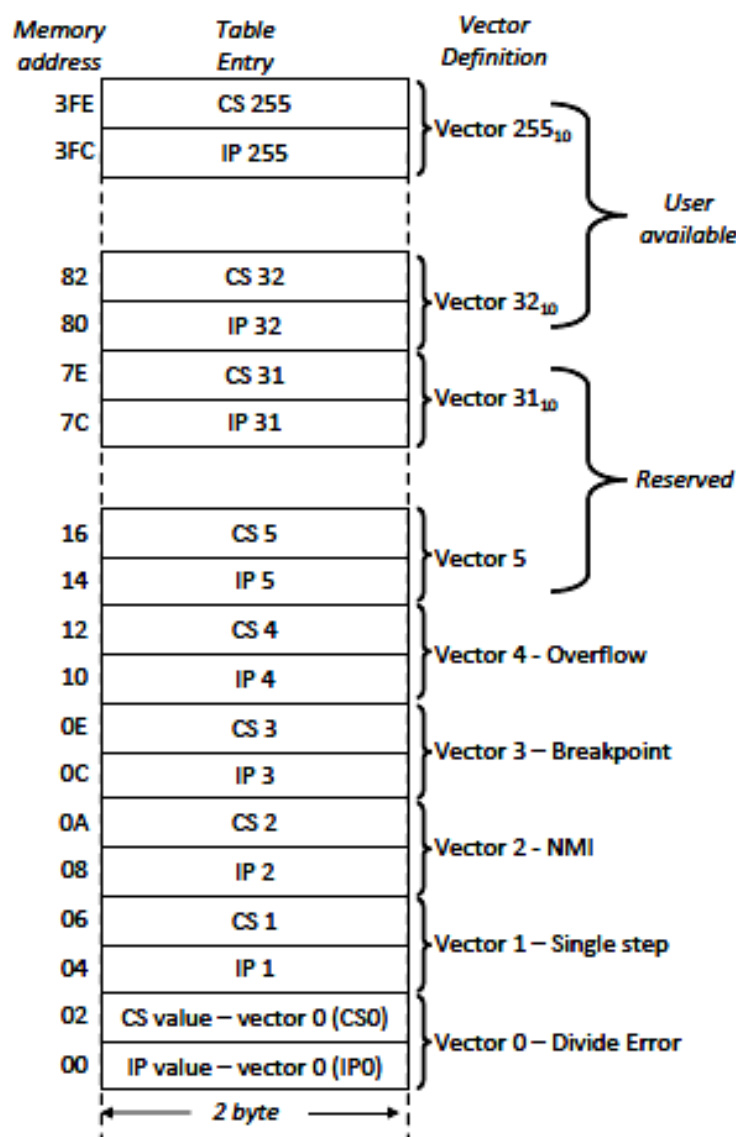 Memory address
Table Entry
Vector Definition
3FE
CS 255
3FC
IP 255
Vector 255₁₀
User available
82
CS 32
80
IP 32
Vector 32₁₀
7E
CS 31
7C
IP 31
Vector 31₁₀
Reserved
16
CS 5
14
IP 5
Vector 5
12
CS 4
10
IP 4
Vector 4 - Overflow
0E
CS 3
0C
IP 3
Vector 3 – Breakpoint
0A
CS 2
08
IP 2
Vector 2 - NMI
06
CS 1
04
IP 1
Vector 1 – Single step
02
CS value – vector 0 (CS0)
00
IP value – vector 0 (IP0)
Vector 0 – Divide Error
2 byte